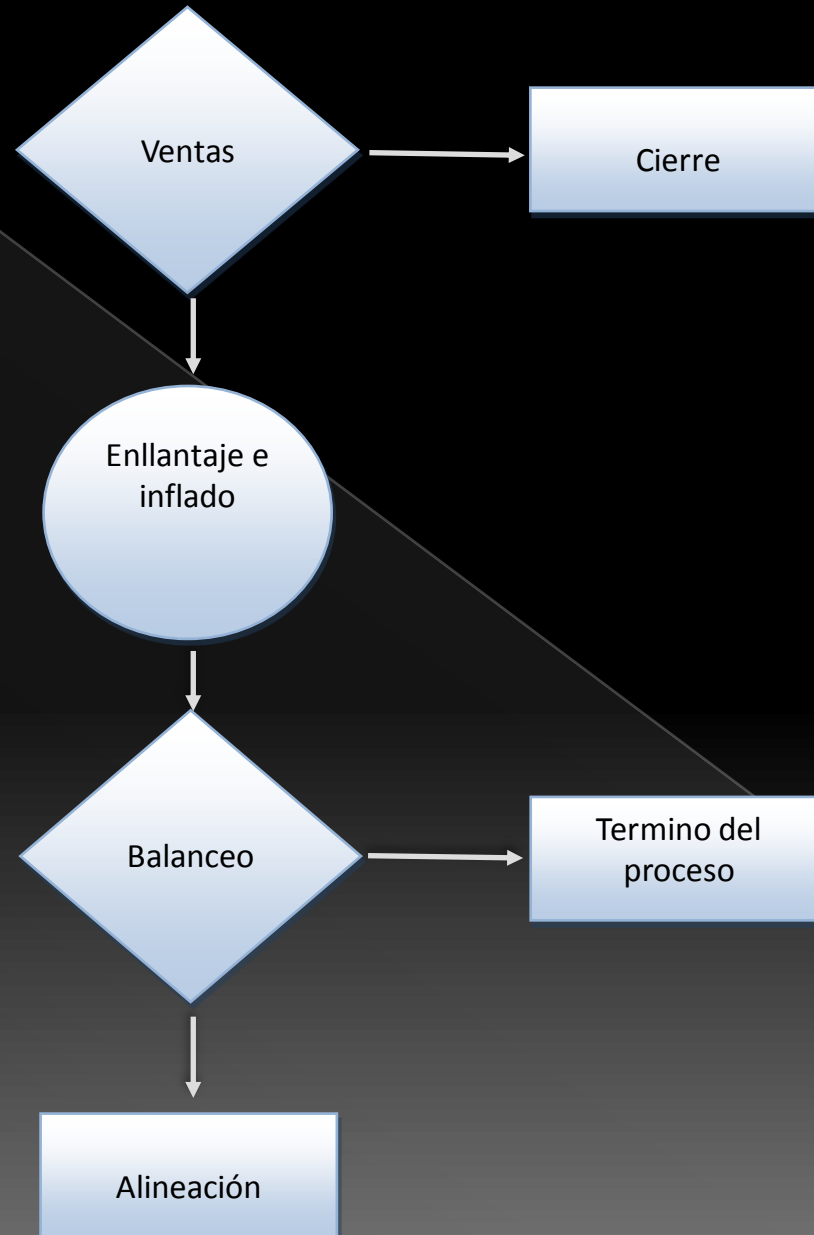 Ventas
Cierre
Enllantaje e
inflado
Balanceo
Termino del
proceso
Alineación